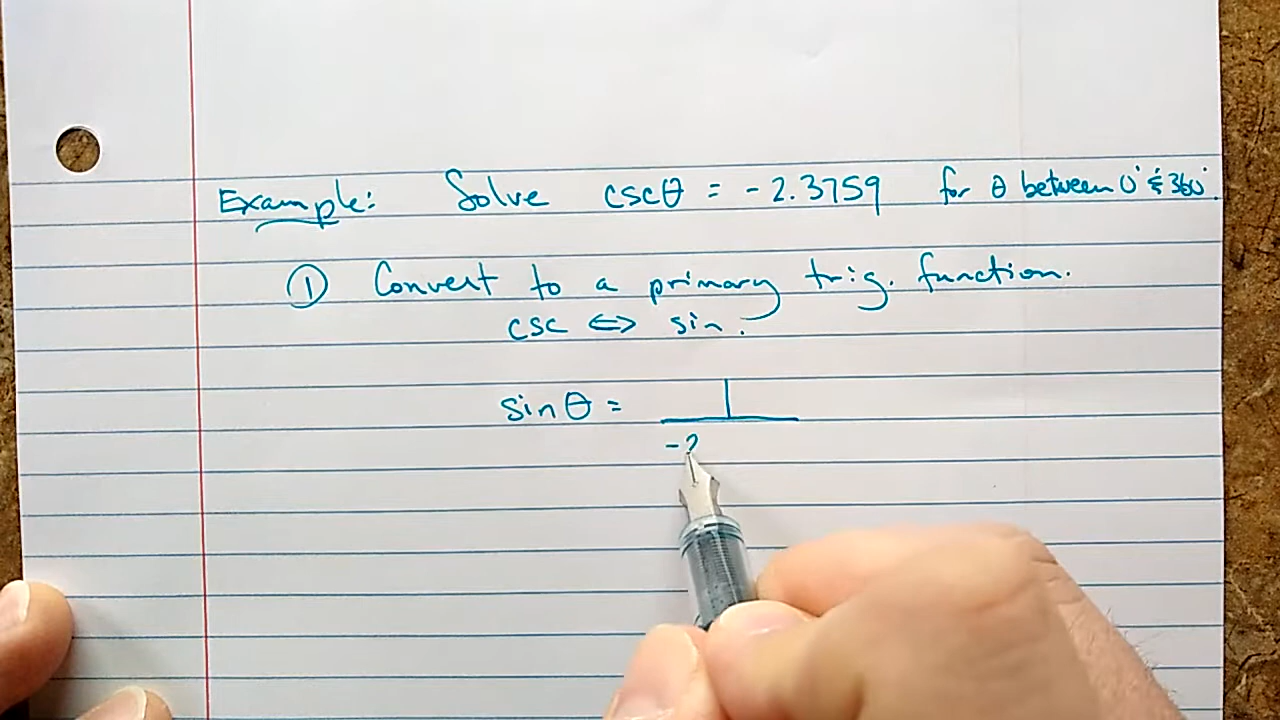 Example: Solve cscθ = -2.3759 for θ between 0° & 360°.
① Convert to a primary trig. function.
csc ⇔ sin.
sinθ = 1
-2